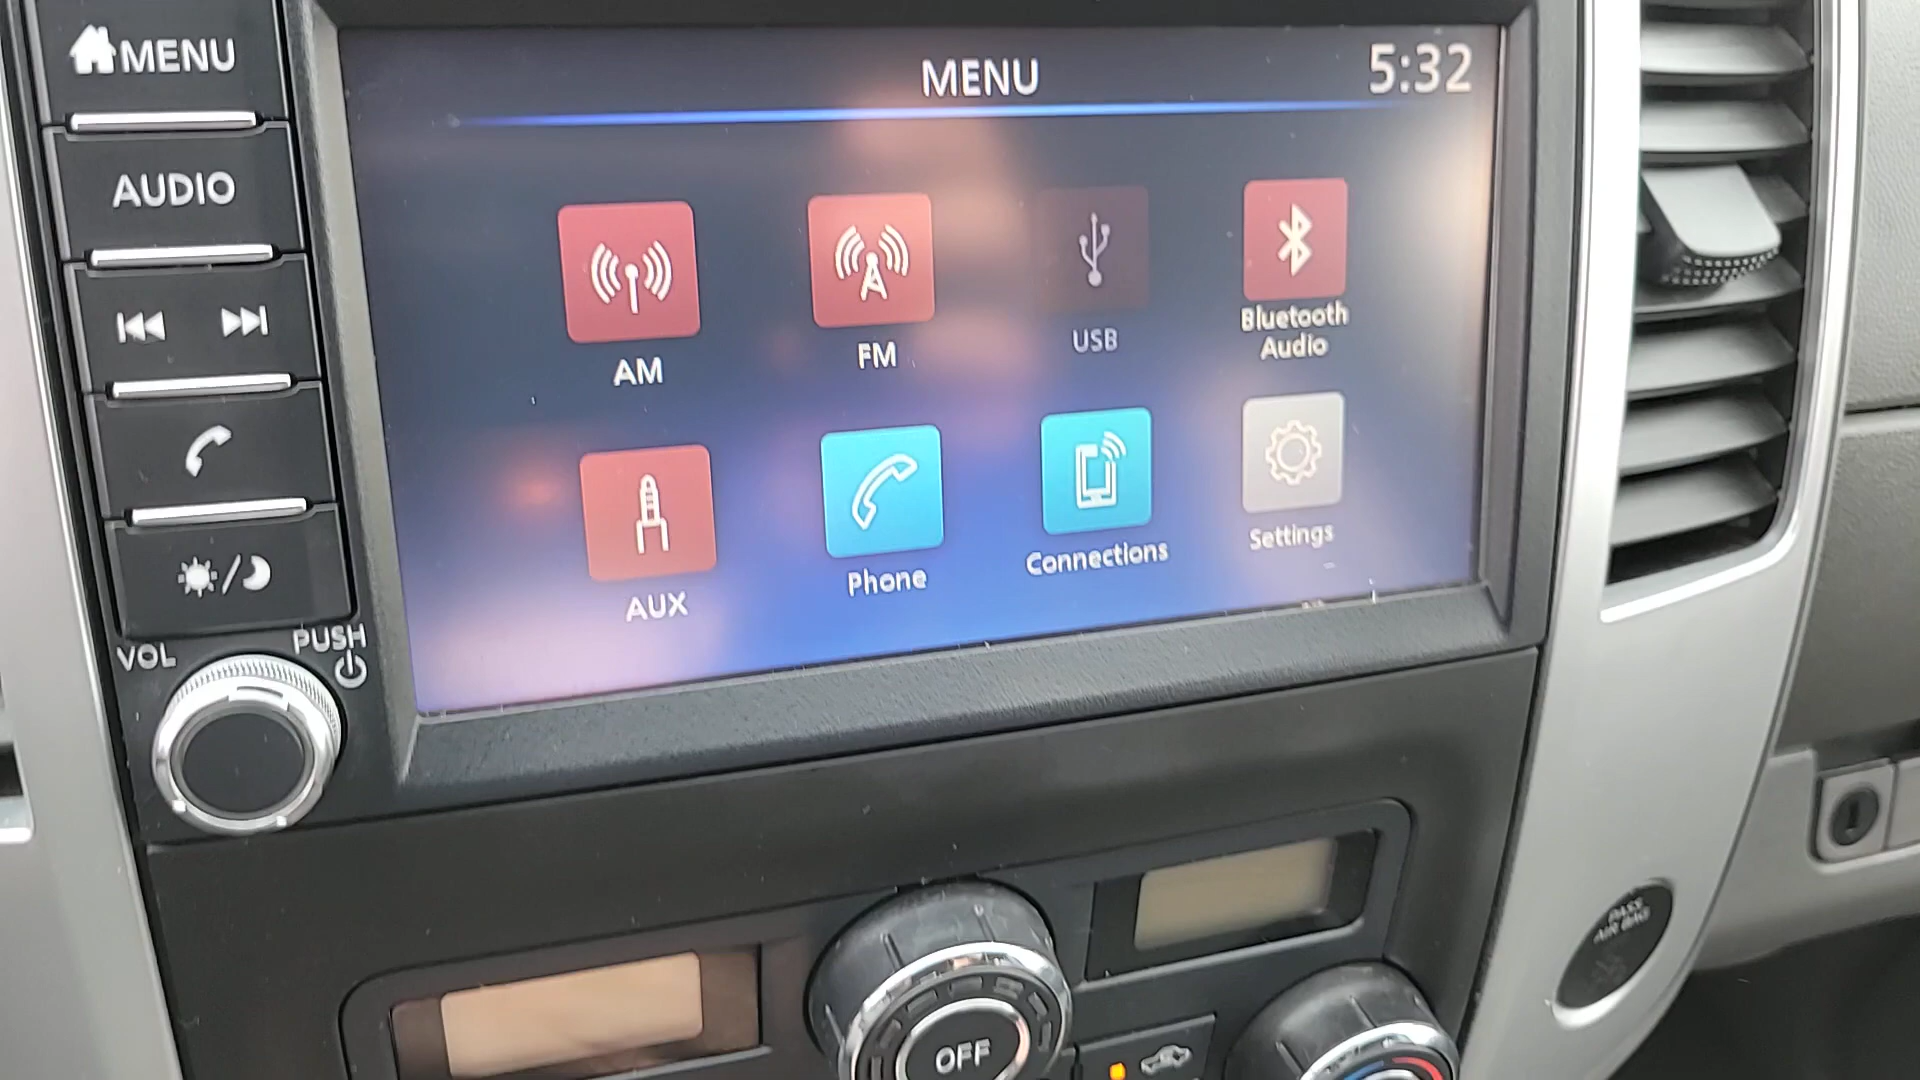 MENU
MENU
5:32
AUDIO
AM
FM
USB
Bluetooth
Audio
AUX
Phone
Connections
Settings
VOL
PUSH
PASS
AIR BAG
OFF